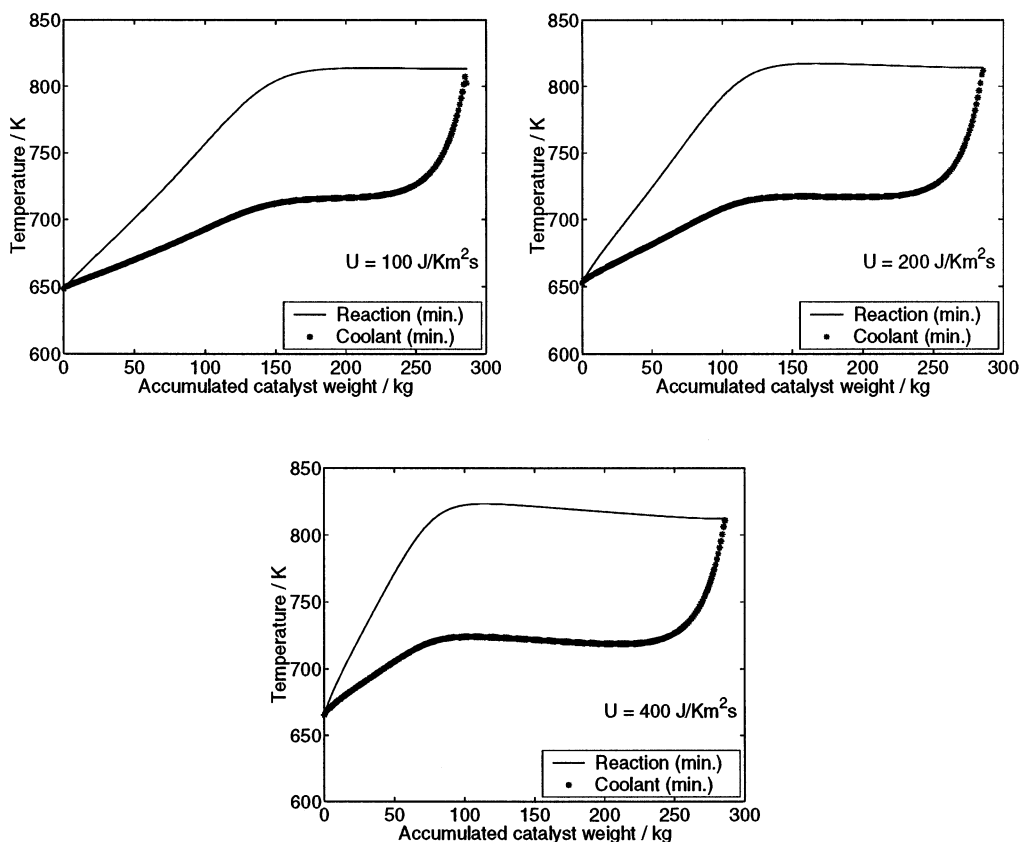 850
800
750
700
650
600
Temperature / K
U = 100 J/Km²s
Reaction (min.)
Coolant (min.)
0 50 100 150 200 250 300
Accumulated catalyst weight / kg
850
800
750
700
650
600
Temperature / K
U = 200 J/Km²s
Reaction (min.)
Coolant (min.)
0 50 100 150 200 250 300
Accumulated catalyst weight / kg
850
800
750
700
650
600
Temperature / K
U = 400 J/Km²s
Reaction (min.)
Coolant (min.)
0 50 100 150 200 250 300
Accumulated catalyst weight / kg